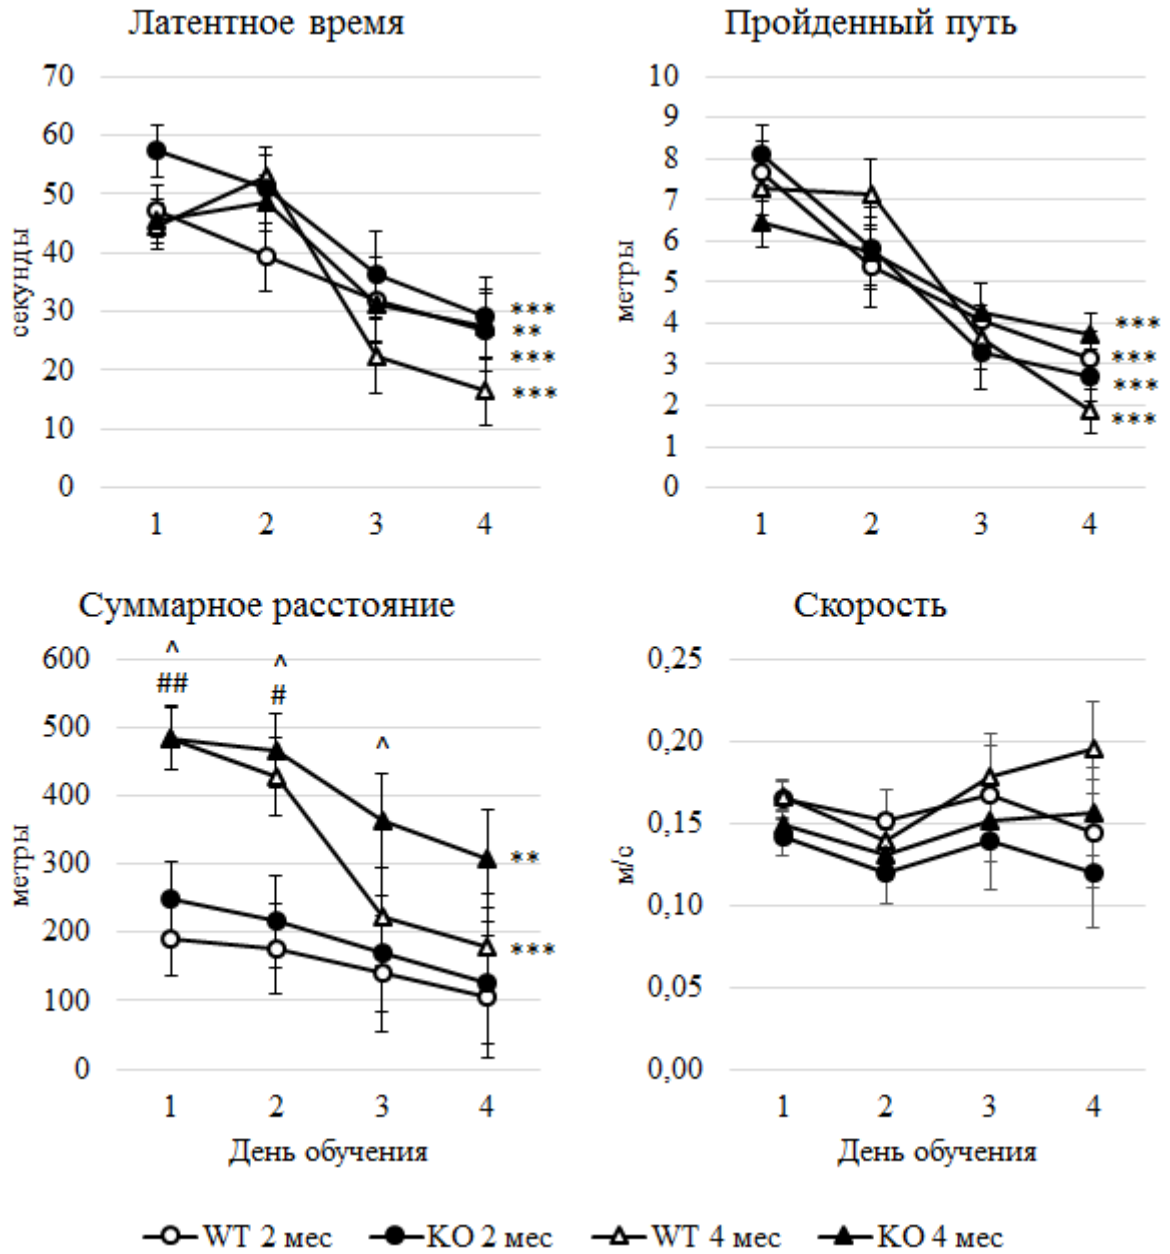 Латентное время
70
60
50
40
30
20
10
0
секунды
1 2 3 4
***
**
***
***
Пройденный путь
10
9
8
7
6
5
4
3
2
1
0
метры
1 2 3 4
***
***
***
***
Суммарное расстояние
600
500
400
300
200
100
0
метры
^ ^ ^
## #
**
***
1 2 3 4
День обучения
Скорость
0,25
0,20
0,15
0,10
0,05
0,00
м/с
1 2 3 4
День обучения
WT 2 мес KO 2 мес WT 4 мес KO 4 мес